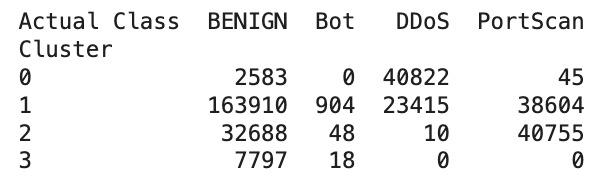 Actual Class BENIGN Bot DDoS PortScan
Cluster
0 2583 0 40822 45
1 163910 904 23415 38604
2 32688 48 10 40755
3 7797 18 0 0